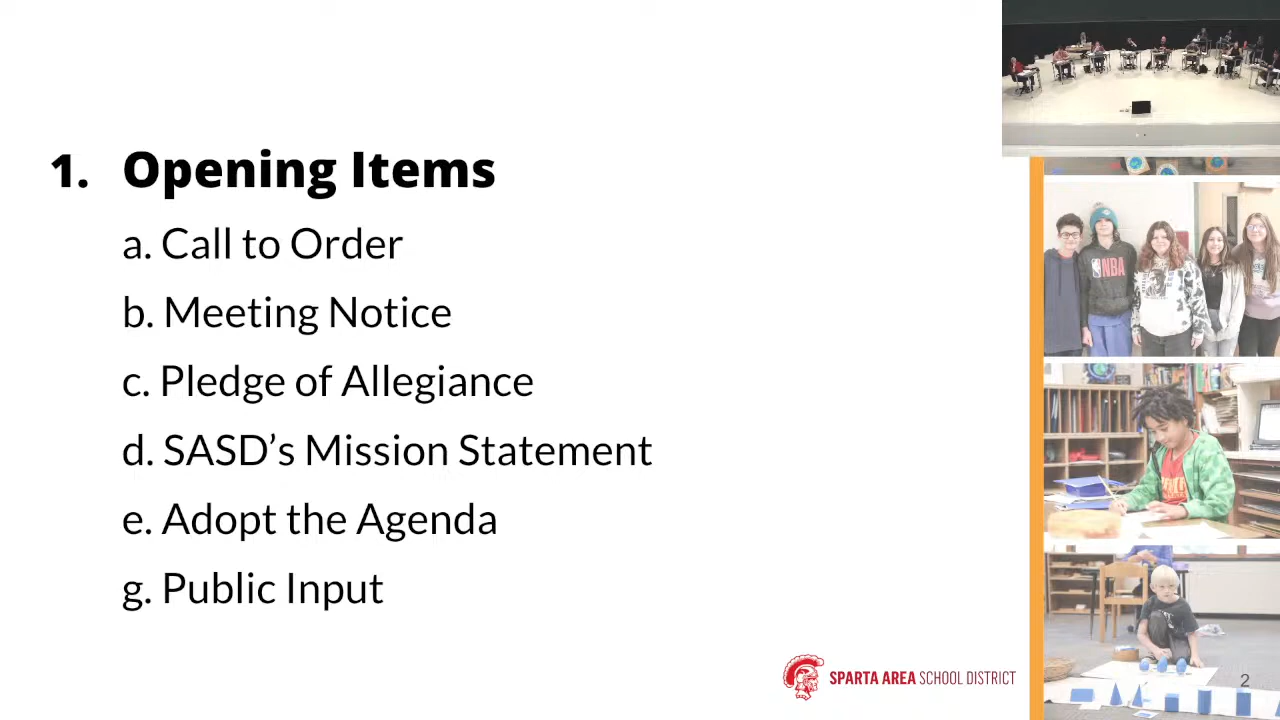 1. Opening Items
a. Call to Order
b. Meeting Notice
c. Pledge of Allegiance
d. SASD’s Mission Statement
e. Adopt the Agenda
g. Public Input
SPARTA AREA SCHOOL DISTRICT
NBA
2